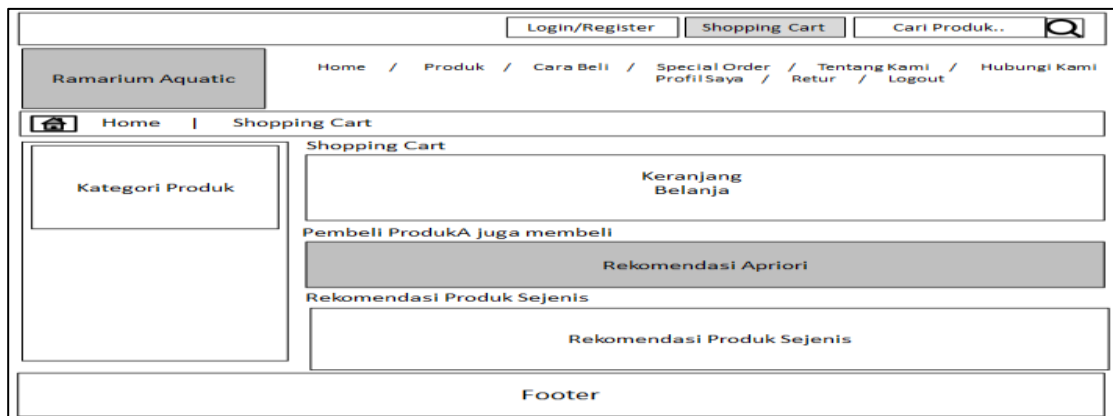 Login/Register Shopping Cart Cari Produk..
Ramarium Aquatic
Home / Produk / Cara Beli / Special Order / Tentang Kami / Hubungi Kami
Profil Saya / Retur / Logout
Home | Shopping Cart
Kategori Produk
Shopping Cart
Keranjang
Belanja
Pembeli ProdukA juga membeli
Rekomendasi Apriori
Rekomendasi Produk Sejenis
Rekomendasi Produk Sejenis
Footer